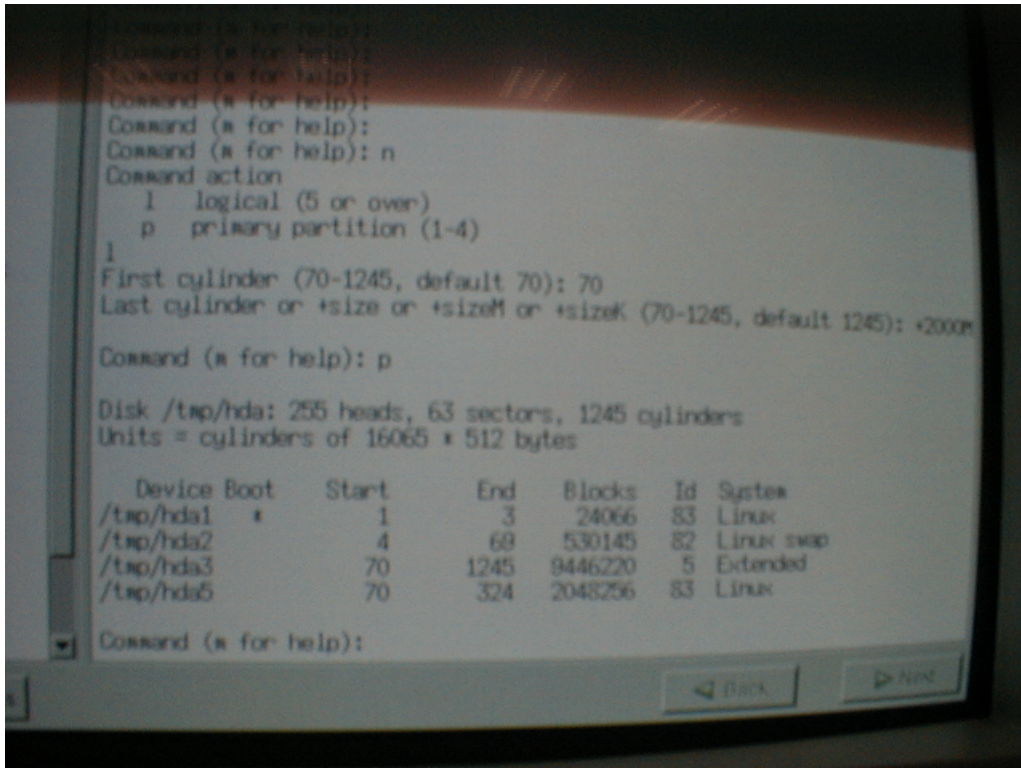 Command (m for help):
Command (m for help):
Command (m for help):
Command (m for help):
Command (m for help):
Command (m for help): n
Command action
l logical (5 or over)
p primary partition (1-4)
l
First cylinder (70-1245, default 70): 70
Last cylinder or +size or +sizeM or +sizeK (70-1245, default 1245): +2000M
Command (m for help): p
Disk /tmp/hda: 255 heads, 63 sectors, 1245 cylinders
Units = cylinders of 16065 * 512 bytes
Device Boot Start End Blocks Id System
/tmp/hda1 * 1 3 24066 83 Linux
/tmp/hda2 4 69 530145 82 Linux swap
/tmp/hda3 70 1245 9446220 5 Extended
/tmp/hda5 70 324 2048256 83 Linux
Command (m for help):
Back Next